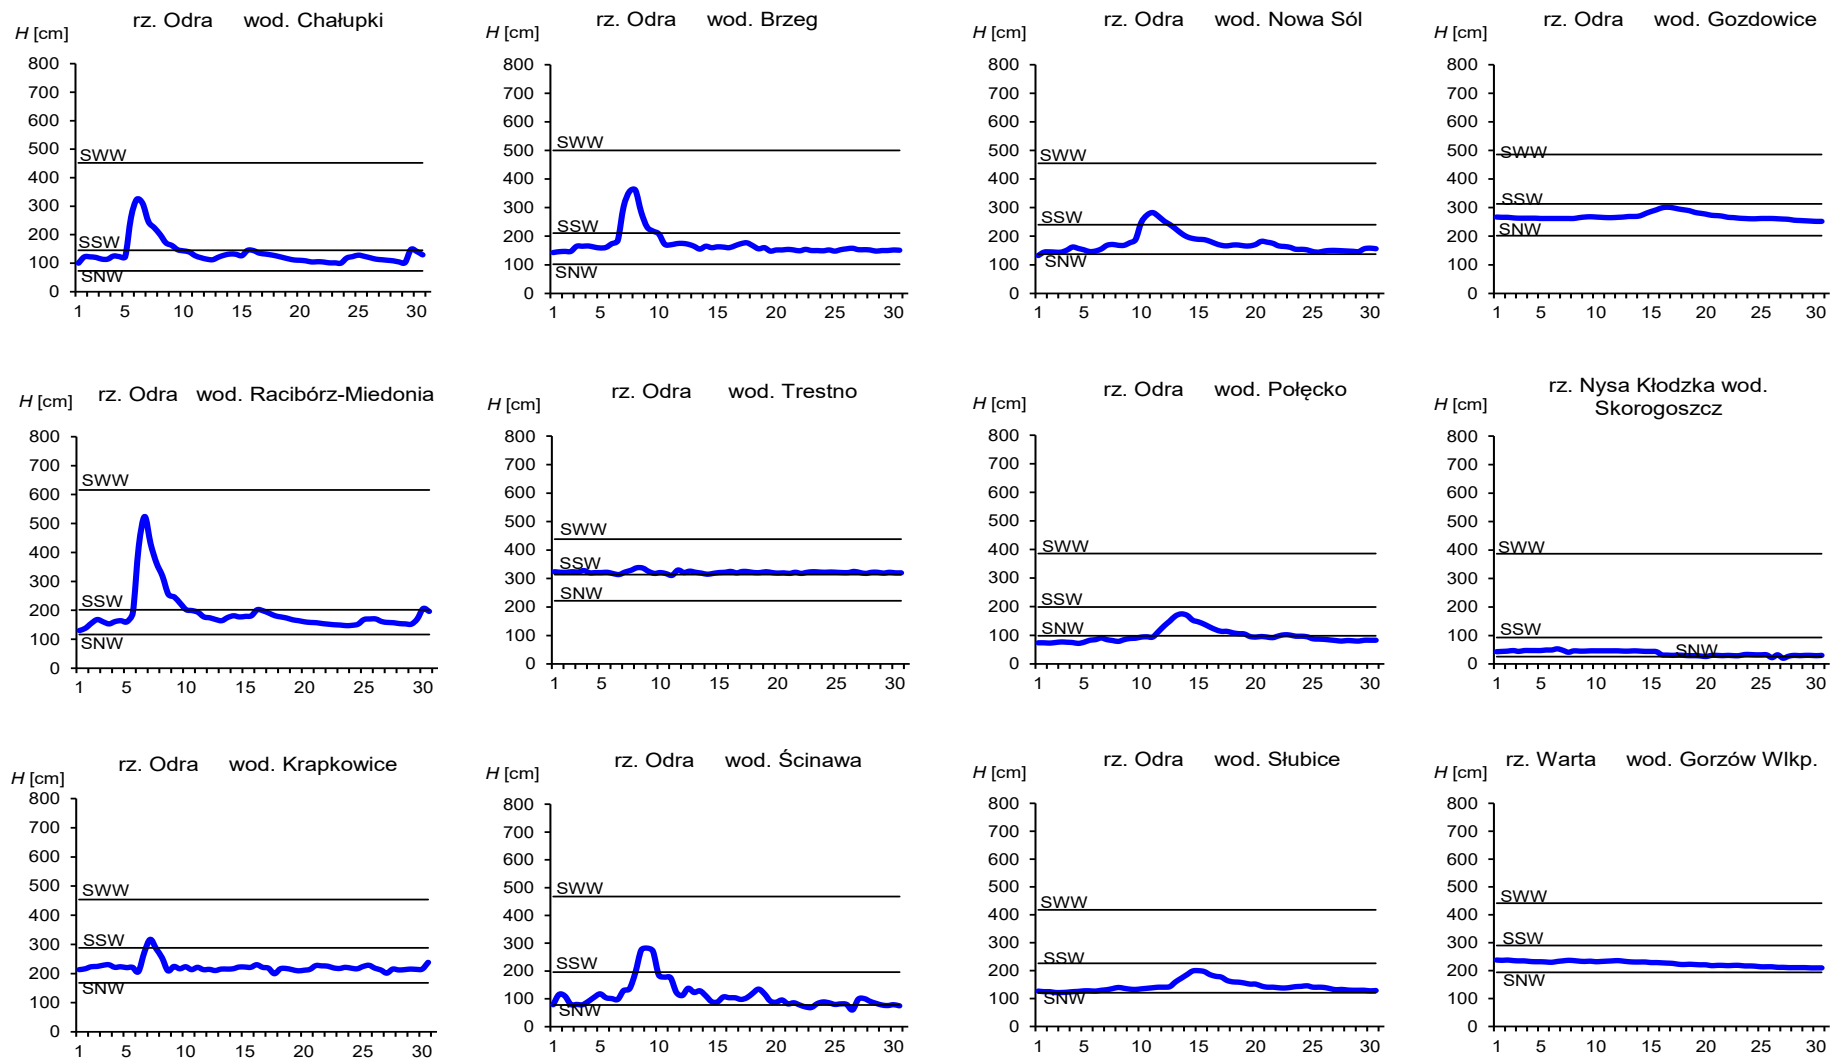 rz. Odra wod. Chałupki
H [cm]
800
700
600
500
400
300
200
100
0
SWW
SSW
SNW
1 5 10 15 20 25 30
rz. Odra wod. Brzeg
H [cm]
800
700
600
500
400
300
200
100
0
SWW
SSW
SNW
1 5 10 15 20 25 30
rz. Odra wod. Nowa Sól
H [cm]
800
700
600
500
400
300
200
100
0
SWW
SSW
SNW
1 5 10 15 20 25 30
rz. Odra wod. Gozdowice
H [cm]
800
700
600
500
400
300
200
100
0
SWW
SSW
SNW
1 5 10 15 20 25 30
rz. Odra wod. Racibórz-Miedonia
H [cm]
800
700
600
500
400
300
200
100
0
SWW
SSW
SNW
1 5 10 15 20 25 30
rz. Odra wod. Trestno
H [cm]
800
700
600
500
400
300
200
100
0
SWW
SSW
SNW
1 5 10 15 20 25 30
rz. Odra wod. Połęcko
H [cm]
800
700
600
500
400
300
200
100
0
SWW
SSW
SNW
1 5 10 15 20 25 30
rz. Nysa Kłodzka wod.
Skorogoszcz
H [cm]
800
700
600
500
400
300
200
100
0
SWW
SSW
SNW
1 5 10 15 20 25 30
rz. Odra wod. Krapkowice
H [cm]
800
700
600
500
400
300
200
100
0
SWW
SSW
SNW
1 5 10 15 20 25 30
rz. Odra wod. Ścinawa
H [cm]
800
700
600
500
400
300
200
100
0
SWW
SSW
SNW
1 5 10 15 20 25 30
rz. Odra wod. Słubice
H [cm]
800
700
600
500
400
300
200
100
0
SWW
SSW
SNW
1 5 10 15 20 25 30
rz. Warta wod. Gorzów Wlkp.
H [cm]
800
700
600
500
400
300
200
100
0
SWW
SSW
SNW
1 5 10 15 20 25 30